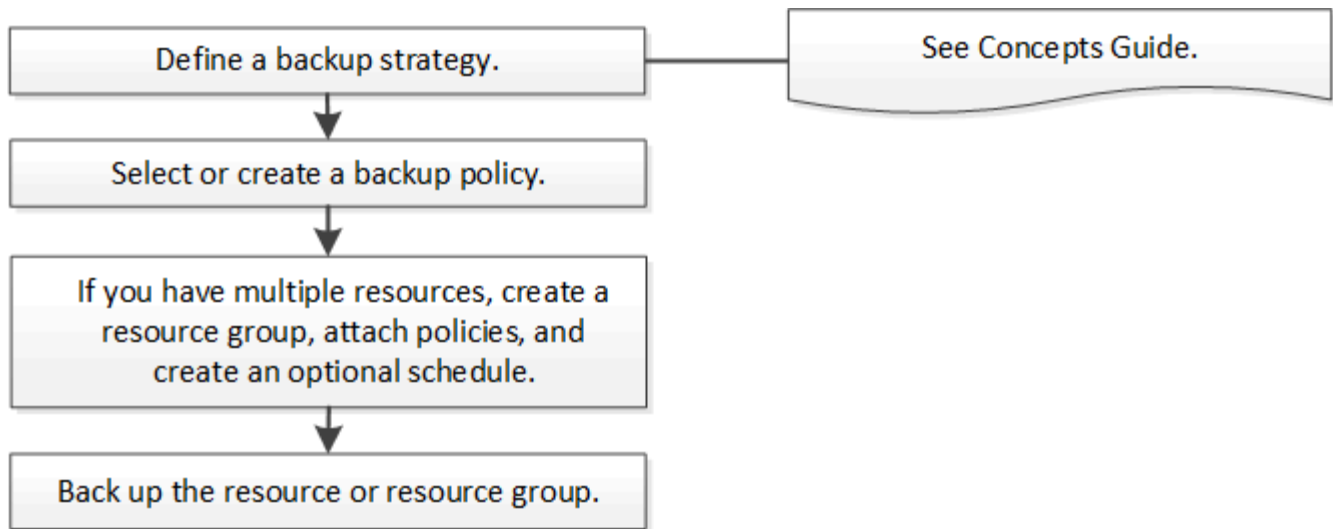 Define a backup strategy.
See Concepts Guide.
Select or create a backup policy.
If you have multiple resources, create a
resource group, attach policies, and
create an optional schedule.
Back up the resource or resource group.